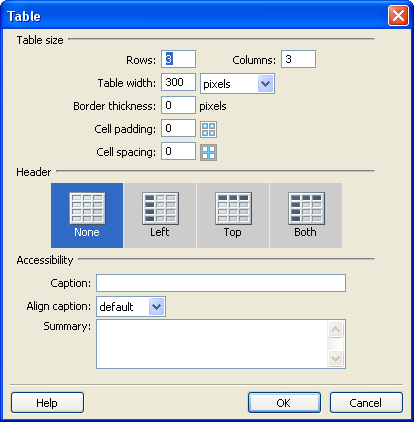 Table
Table size
Rows: 3 Columns: 3
Table width: 300 pixels
Border thickness: 0 pixels
Cell padding: 0
Cell spacing: 0
Header
None Left Top Both
Accessibility
Caption:
Align caption: default
Summary:
Help OK Cancel